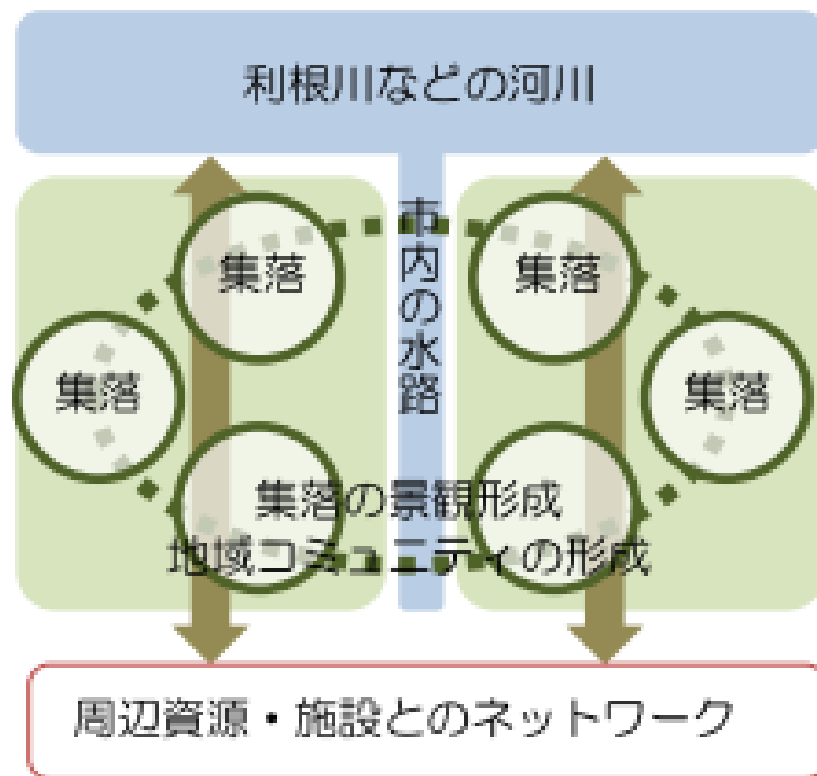 利根川などの河川
市内の水路
集落
集落
集落
集落
集落の景観形成
地域コミュニティの形成
周辺資源・施設とのネットワーク